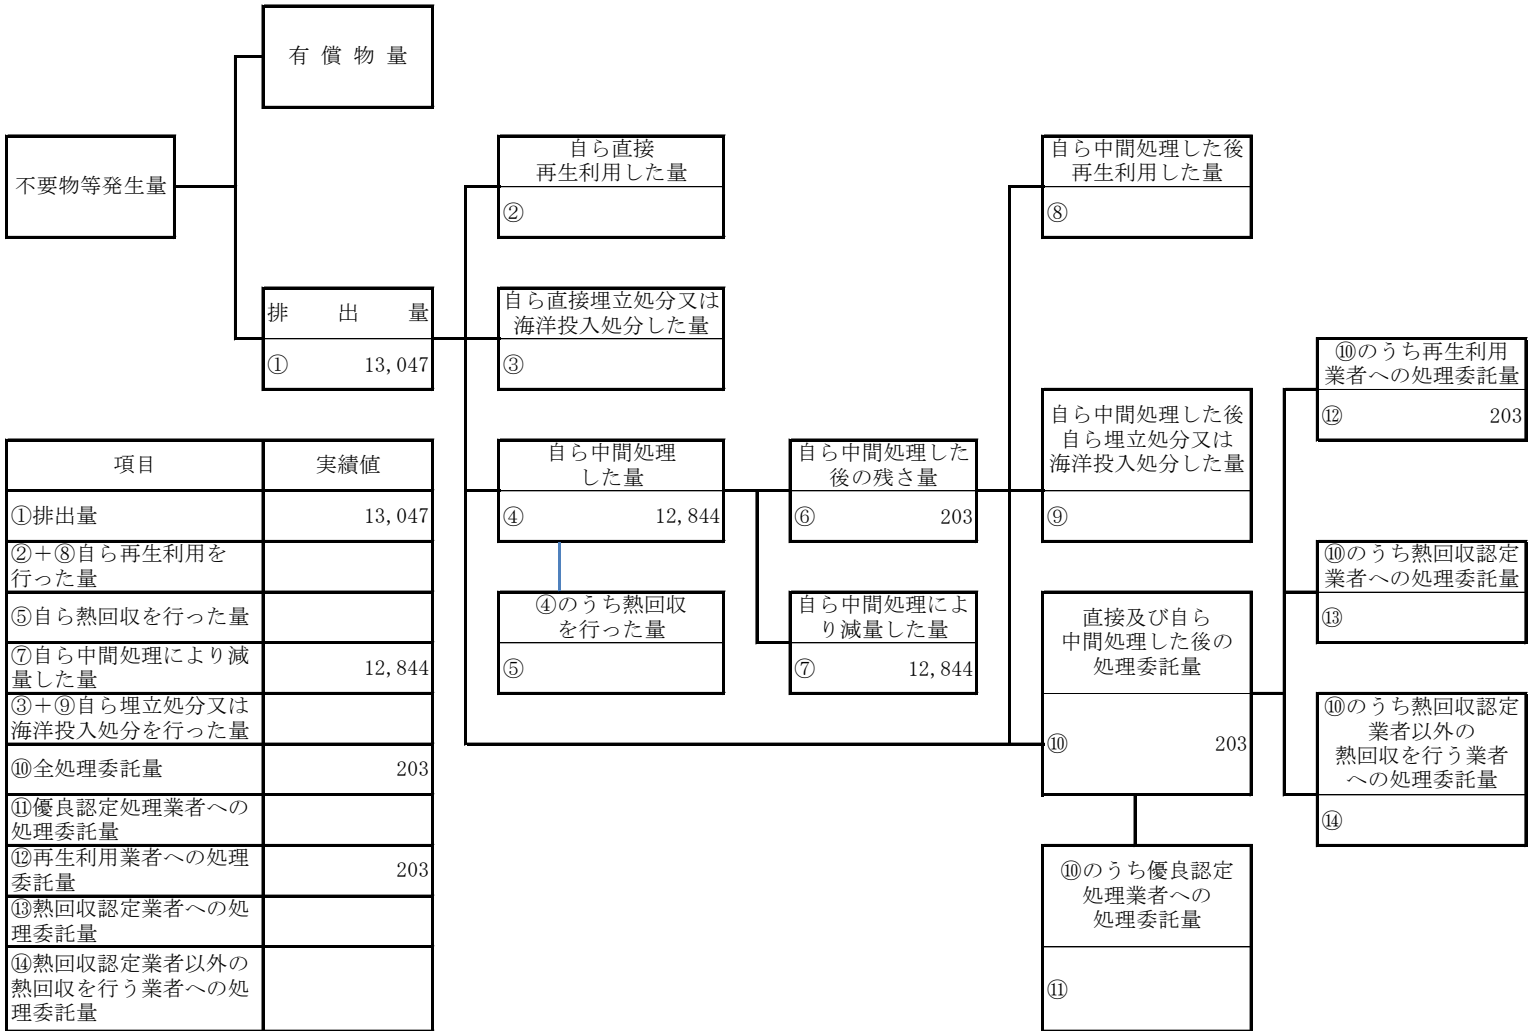 有 償 物 量
不要物等発生量
自ら直接
再生利用した量
②
自ら中間処理した後
再生利用した量
⑧
排 出 量
① 13,047
自ら直接埋立処分又は
海洋投入処分した量
③
⑩のうち再生利用
業者への処理委託量
⑫ 203
自ら中間処理した後
自ら埋立処分又は
海洋投入処分した量
⑨
自ら中間処理
した量
④ 12,844
自ら中間処理した
後の残さ量
⑥ 203
④のうち熱回収
を行った量
⑤
自ら中間処理によ
り減量した量
⑦ 12,844
直接及び自ら
中間処理した後の
処理委託量
⑩ 203
⑩のうち熱回収認定
業者への処理委託量
⑬
⑩のうち熱回収認定
業者以外の
熱回収を行う業者
への処理委託量
⑭
⑩のうち優良認定
処理業者への
処理委託量
⑪
項目 実績値
①排出量 13,047
②＋⑧自ら再生利用を
行った量
⑤自ら熱回収を行った量
⑦自ら中間処理により減
量した量 12,844
③＋⑨自ら埋立処分又は
海洋投入処分を行った量
⑩全処理委託量 203
⑪優良認定処理業者への
処理委託量
⑫再生利用業者への処理
委託量 203
⑬熱回収認定業者への処
理委託量
⑭熱回収認定業者以外の
熱回収を行う業者への処
理委託量